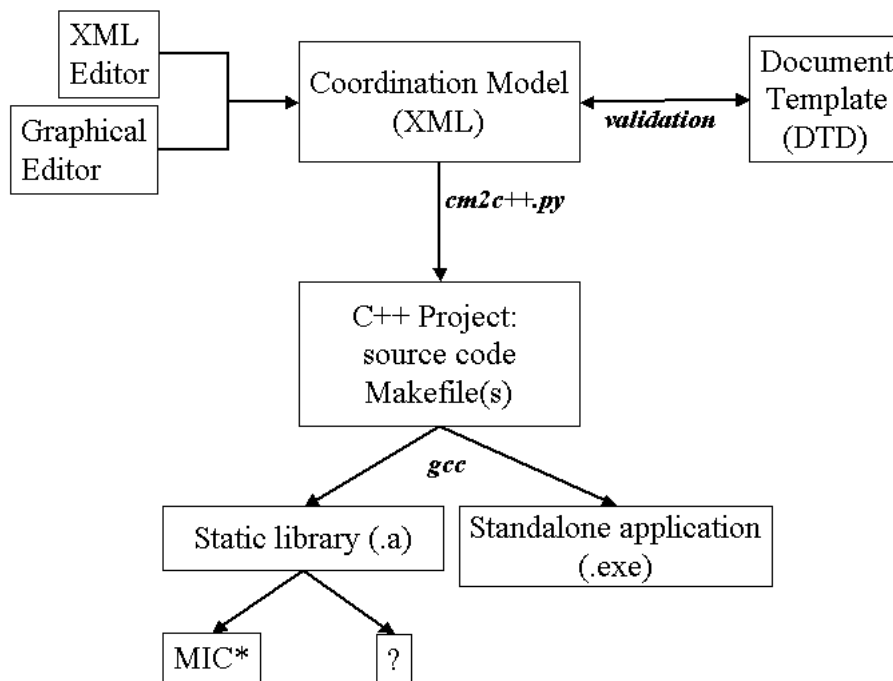 XML
Editor
Graphical
Editor
Coordination Model
(XML)
validation
Document
Template
(DTD)
cm2c++.py
C++ Project:
source code
Makefile(s)
gcc
Static library (.a)
Standalone application
(.exe)
MIC*
?